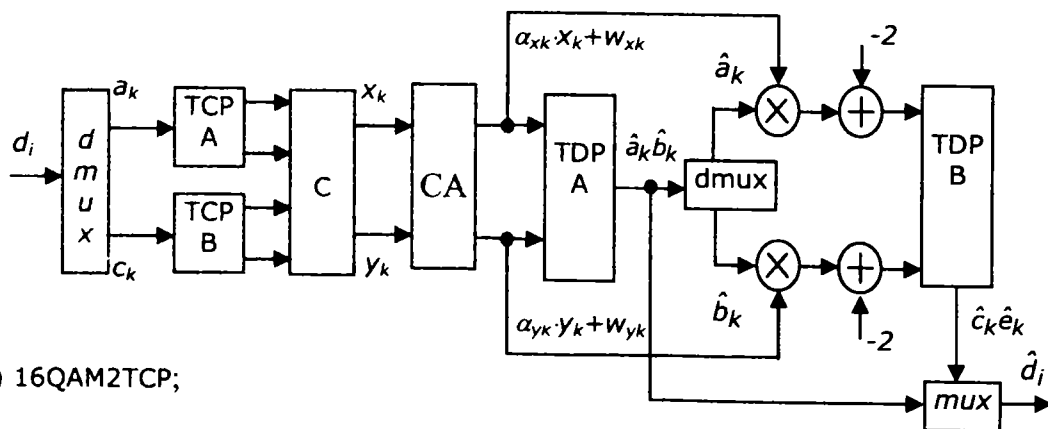 α_xk·x_k+w_xk
-2
â_k
a_k
TCP
A
x_k
d_i
d
m
u
x
C
CA
TDP
A
â_k b̂_k
dmux
TDP
B
TCP
B
c_k
y_k
b̂_k
α_yk·y_k+w_yk
-2
ĉ_k ê_k
d̂_i
) 16QAM2TCP;
mux